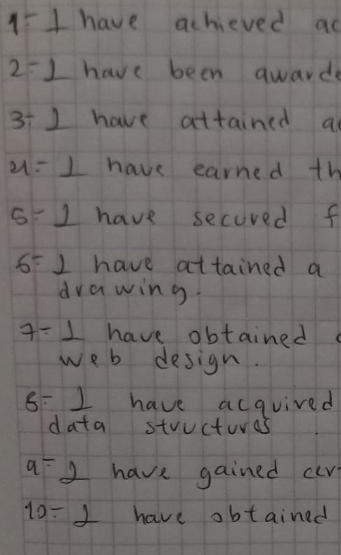 1- I have achieved ac
2- I have been awarde
3- I have attained a
4- I have earned th
5- I have secured f
6- I have attained a
drawing.
7- I have obtained
web design.
8- I have acquired
data structures
9- I have gained cer
10- I have obtained